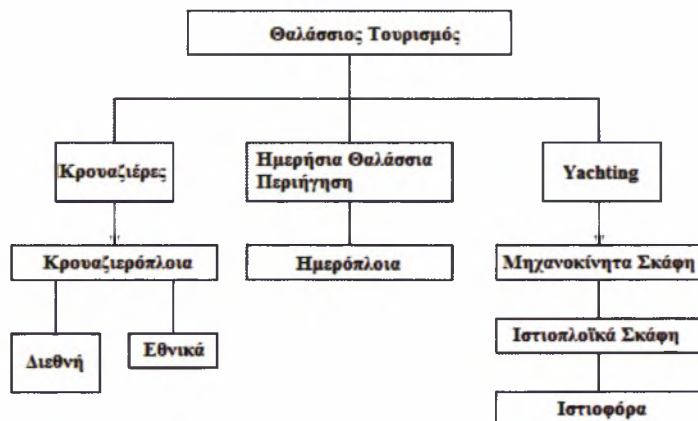 Θαλάσσιος Τουρισμός
Κρουαζιέρες
Ημερήσια Θαλάσσια
Περιήγηση
Yachting
Κρουαζιερόπλοια
Ημερόπλοια
Μηχανοκίνητα Σκάφη
Διεθνή
Εθνικά
Ιστιοπλοϊκά Σκάφη
Ιστιοφόρα